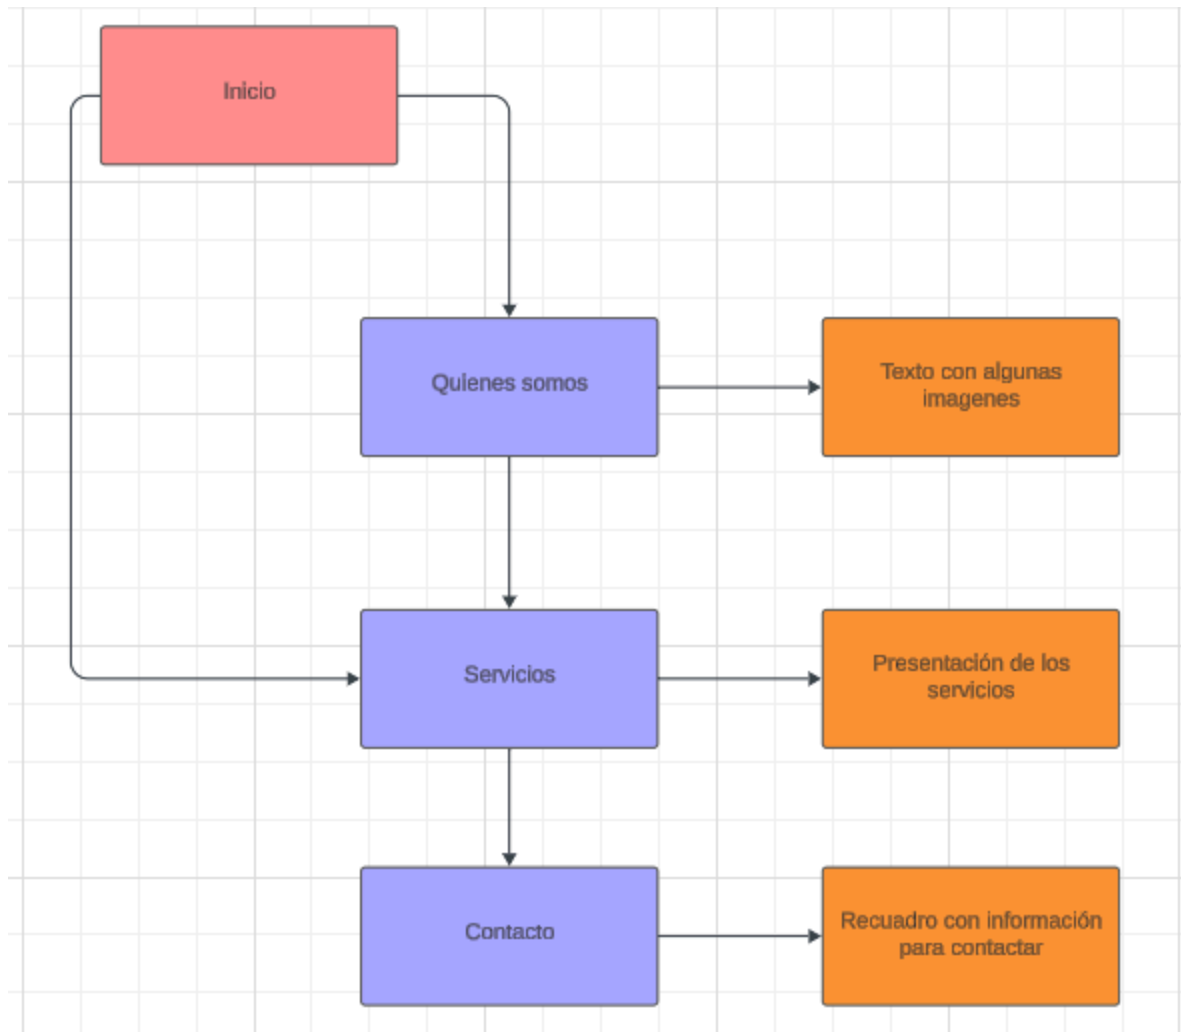 Inicio
Quienes somos
Texto con algunas
imagenes
Servicios
Presentación de los
servicios
Contacto
Recuadro con información
para contactar